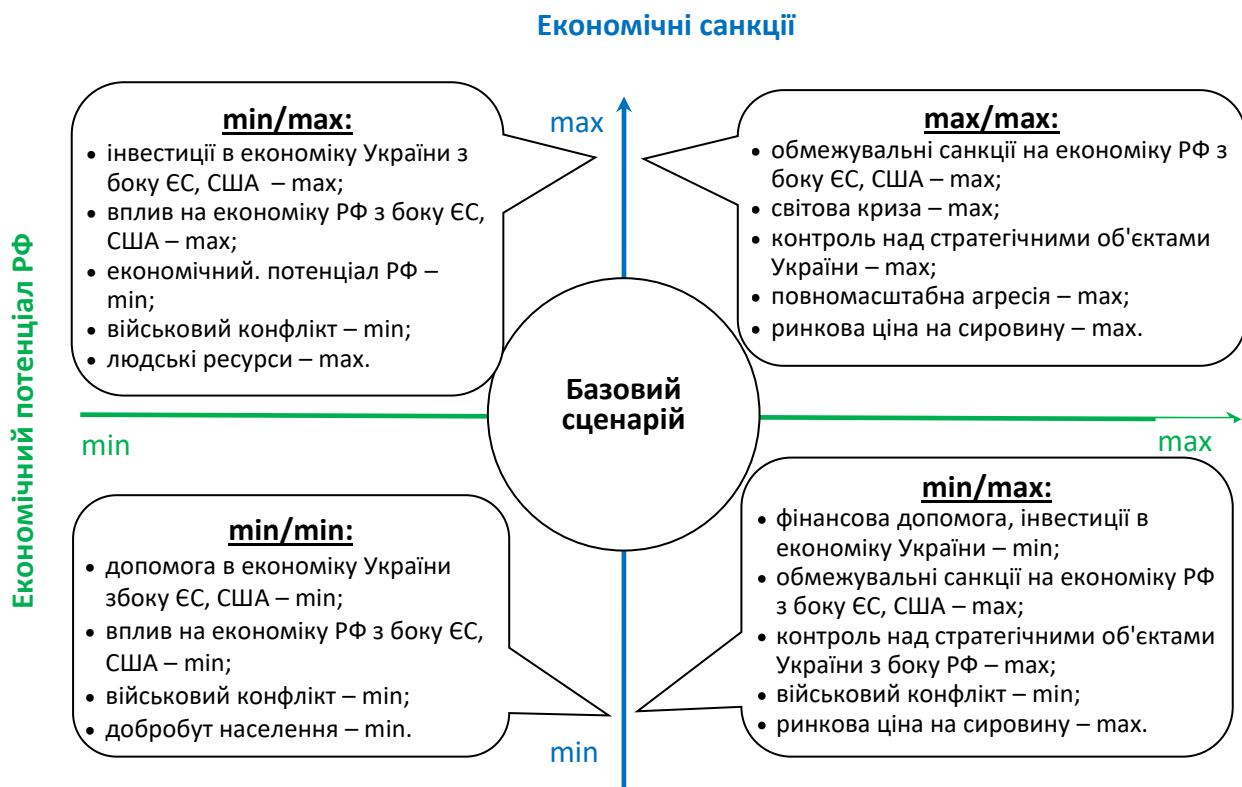 Економічні санкції
Економічний потенціал РФ
min/max:
• інвестиції в економіку України з
боку ЄС, США – max;
• вплив на економіку РФ з боку ЄС,
США – max;
• економічний. потенціал РФ –
min;
• військовий конфлікт – min;
• людські ресурси – max.
max
max/max:
• обмежувальні санкції на економіку РФ з
боку ЄС, США – max;
• світова криза – max;
• контроль над стратегічними об'єктами
України – max;
• повномасштабна агресія – max;
• ринкова ціна на сировину – max.
Базовий
сценарій
min
max
min/min:
• допомога в економіку України
збоку ЄС, США – min;
• вплив на економіку РФ з боку ЄС,
США – min;
• військовий конфлікт – min;
• добробут населення – min.
min/max:
• фінансова допомога, інвестиції в
економіку України – min;
• обмежувальні санкції на економіку РФ
з боку ЄС, США – max;
• контроль над стратегічними об'єктами
України з боку РФ – max;
• військовий конфлікт – min;
• ринкова ціна на сировину – max.
min